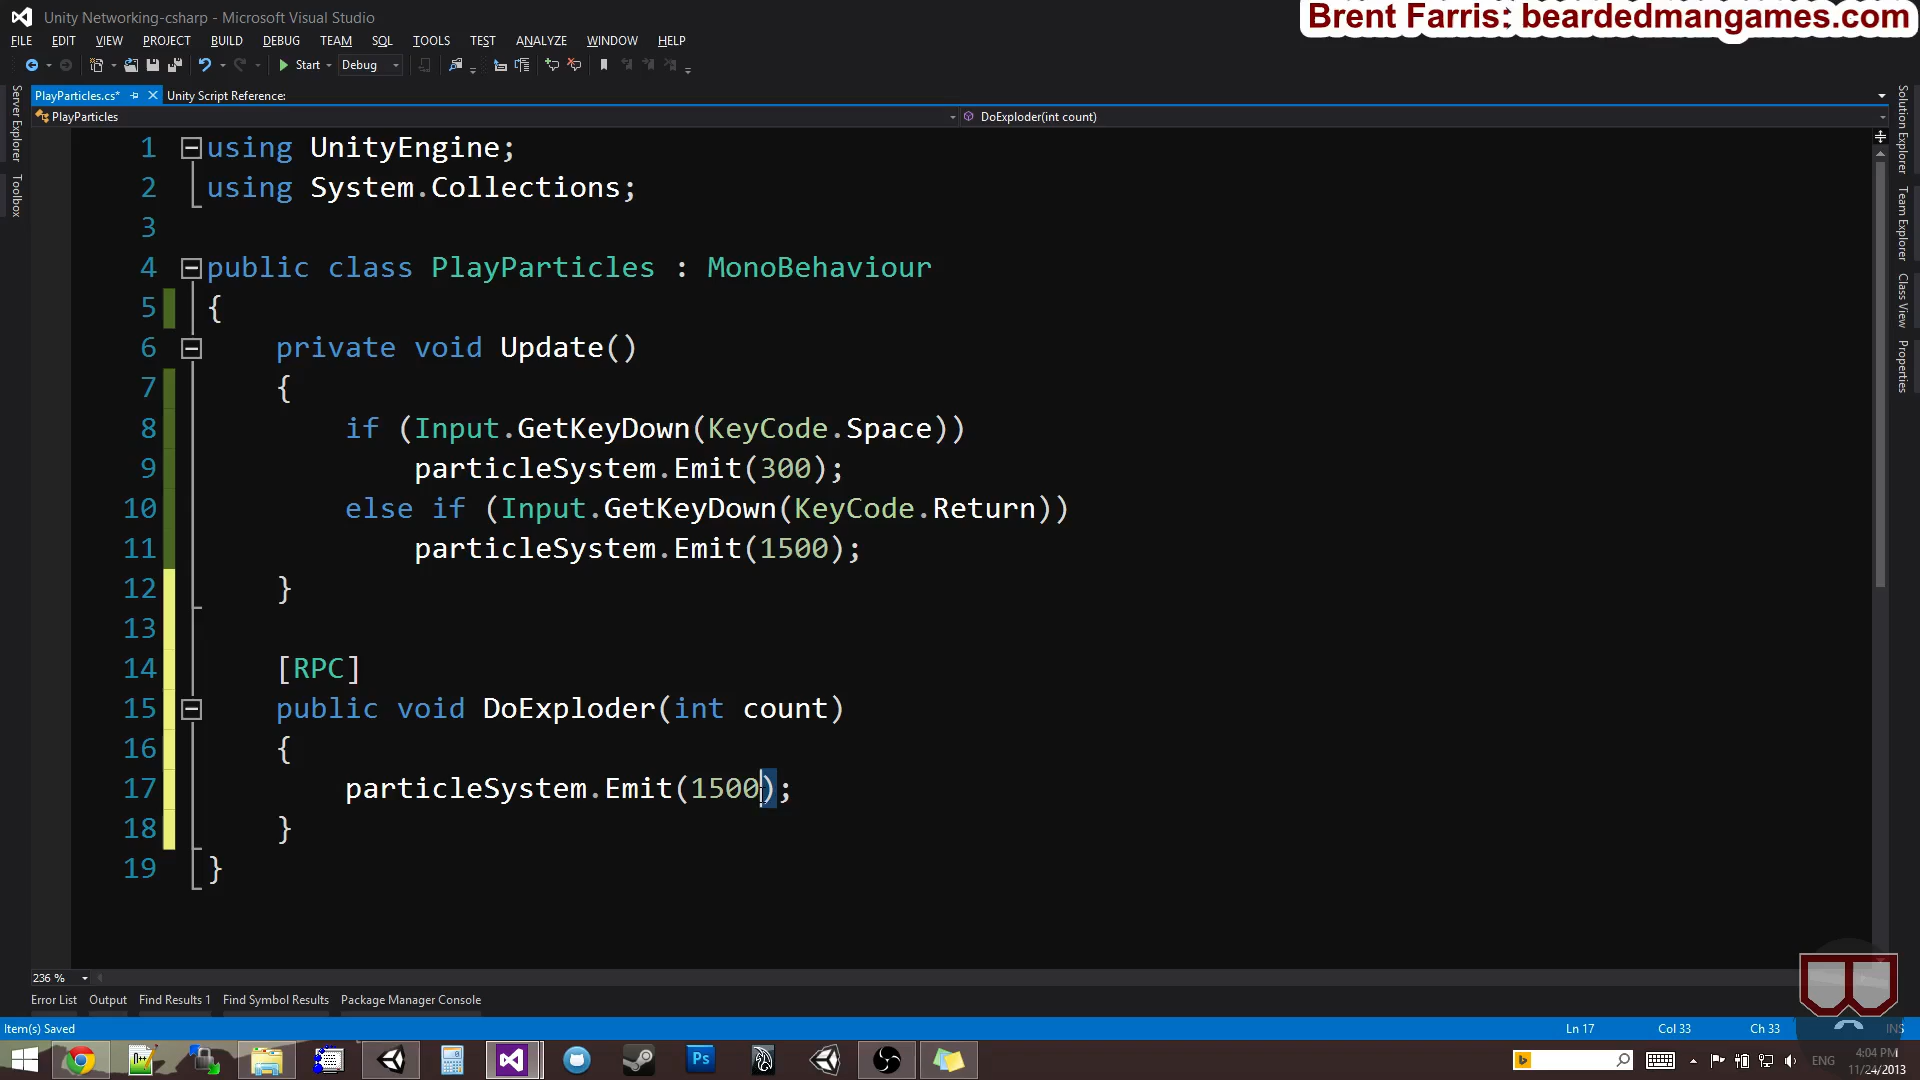 Unity Networking-csharp - Microsoft Visual Studio
Brent Farris: beardedmangames.com
FILE EDIT VIEW PROJECT BUILD DEBUG TEAM SQL TOOLS TEST ANALYZE WINDOW HELP
Start Debug
PlayParticles.cs* Unity Script Reference:
PlayParticles DoExploder(int count)
Server Explorer
Toolbox
Solution Explorer
Team Explorer
Class View
Properties
1 using UnityEngine;
2 using System.Collections;
3
4 public class PlayParticles : MonoBehaviour
5 {
6 private void Update()
7 {
8 if (Input.GetKeyDown(KeyCode.Space))
9 particleSystem.Emit(300);
10 else if (Input.GetKeyDown(KeyCode.Return))
11 particleSystem.Emit(1500);
12 }
13
14 [RPC]
15 public void DoExploder(int count)
16 {
17 particleSystem.Emit(1500);
18 }
19 }
236 %
Error List Output Find Results 1 Find Symbol Results Package Manager Console
Item(s) Saved Ln 17 Col 33 Ch 33 INS
Ps
ENG
4:04 PM
11/24/2013